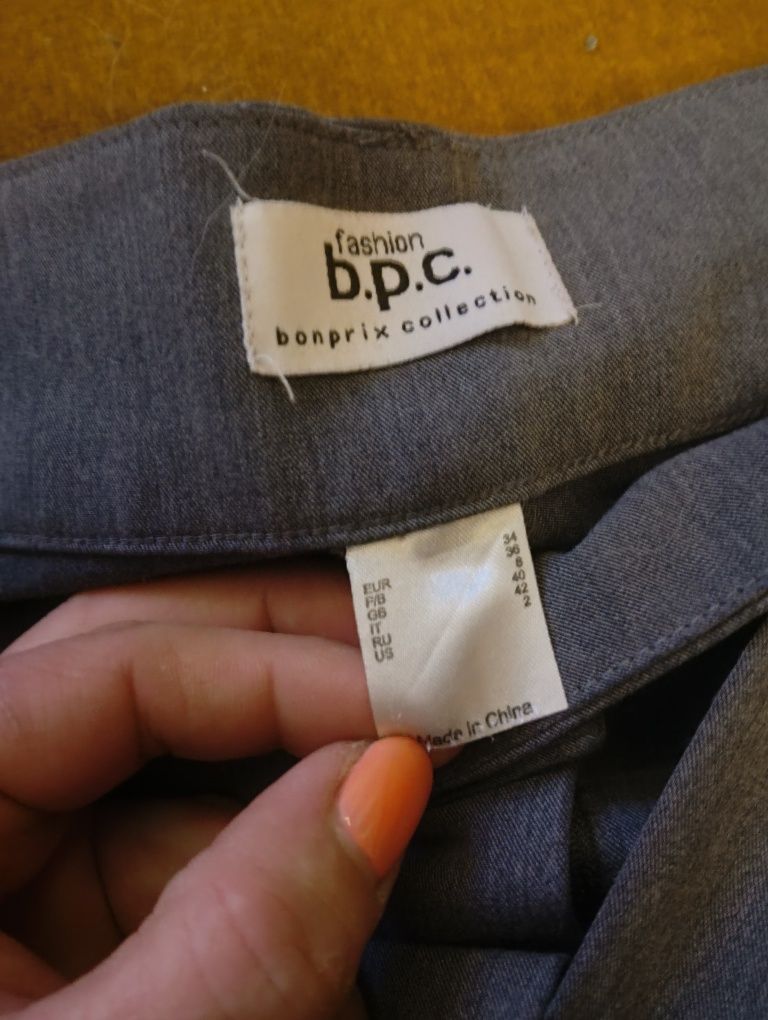 fashion
b.p.c.
bonprix collection
EUR 34
F/B 36
GB 8
IT 40
RU 42
US 2
Made in China